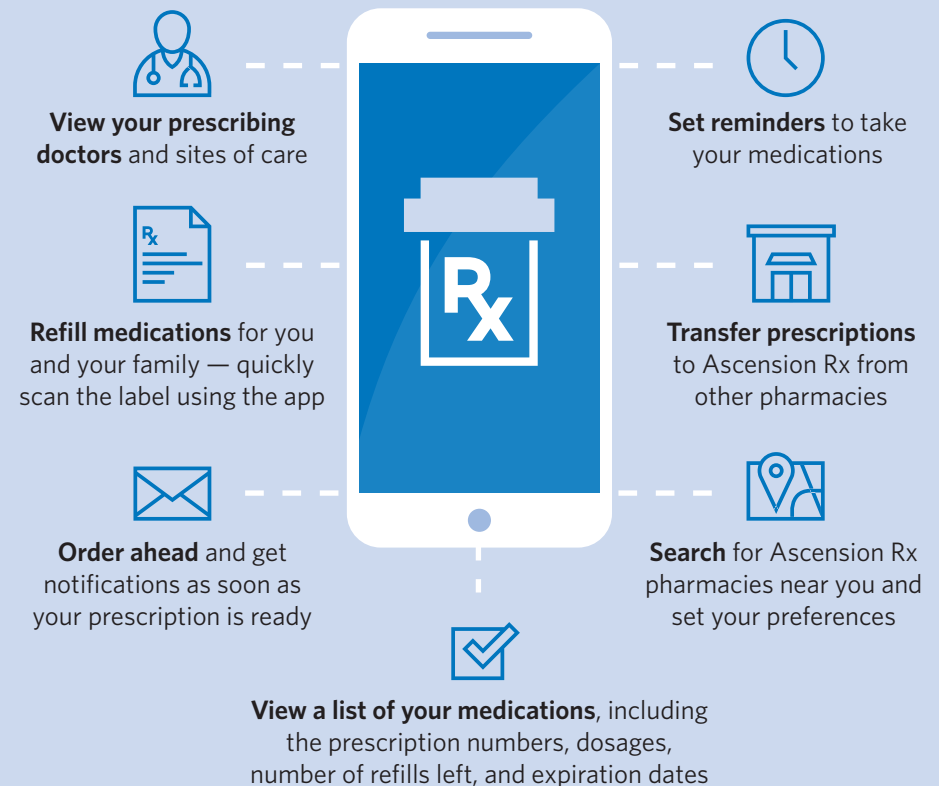 View your prescribing
doctors and sites of care
Rx
Refill medications for you
and your family — quickly
scan the label using the app
Order ahead and get
notifications as soon as
your prescription is ready
Rx
Set reminders to take
your medications
Transfer prescriptions
to Ascension Rx from
other pharmacies
Search for Ascension Rx
pharmacies near you and
set your preferences
View a list of your medications, including
the prescription numbers, dosages,
number of refills left, and expiration dates